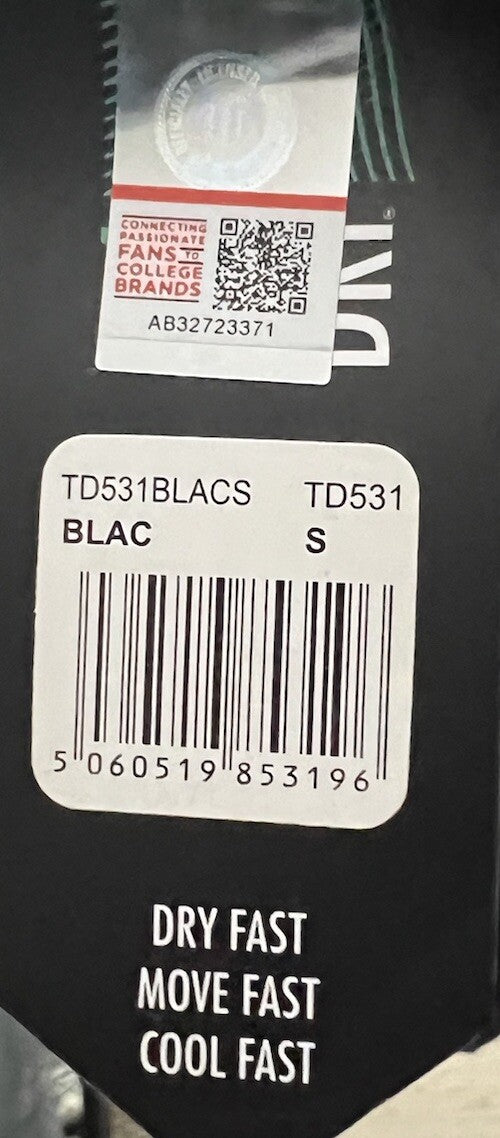 CONNECTING
PASSIONATE
FANS TO
COLLEGE
BRANDS
AB32723371
DRI®
TD531BLACS TD531
BLAC S
5 060519 853196
DRY FAST
MOVE FAST
COOL FAST